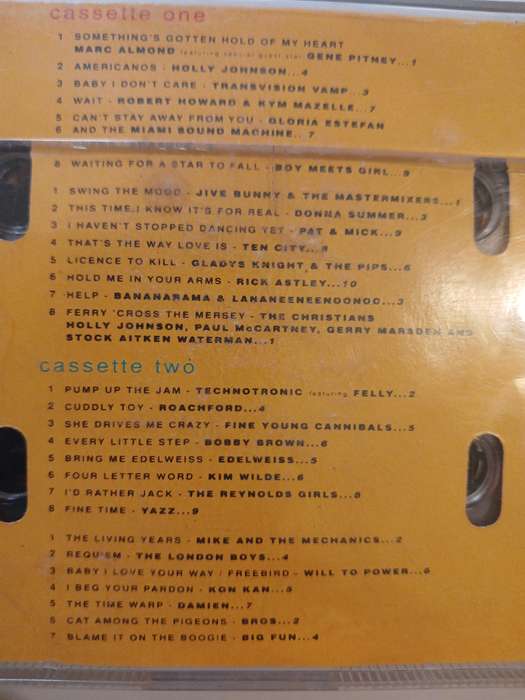 cassette one
1 SOMETHING'S GOTTEN HOLD OF MY HEART
MARC ALMOND featuring special guest star GENE PITNEY...1
2 AMERICANOS - HOLLY JOHNSON...4
3 BABY I DON'T CARE - TRANSVISION VAMP...3
4 WAIT - ROBERT HOWARD & KYM MAZELLE...7
5 CAN'T STAY AWAY FROM YOU - GLORIA ESTEFAN
6 AND THE MIAMI SOUND MACHINE...7
8 WAITING FOR A STAR TO FALL - BOY MEETS GIRL...9
1 SWING THE MOOD - JIVE BUNNY & THE MASTERMIXERS...1
2 THIS TIME I KNOW IT'S FOR REAL - DONNA SUMMER...3
3 I HAVEN'T STOPPED DANCING YET - PAT & MICK...9
4 THAT'S THE WAY LOVE IS - TEN CITY...8
5 LICENCE TO KILL - GLADYS KNIGHT & THE PIPS...6
6 HOLD ME IN YOUR ARMS - RICK ASTLEY...10
7 HELP - BANANARAMA & LANANEENEENOONOO...3
8 FERRY 'CROSS THE MERSEY - THE CHRISTIANS
HOLLY JOHNSON, PAUL McCARTNEY, GERRY MARSDEN AND
STOCK AITKEN WATERMAN...1
cassette two
1 PUMP UP THE JAM - TECHNOTRONIC featuring FELLY...2
2 CUDDLY TOY - ROACHFORD...4
3 SHE DRIVES ME CRAZY - FINE YOUNG CANNIBALS...5
4 EVERY LITTLE STEP - BOBBY BROWN...6
5 BRING ME EDELWEISS - EDELWEISS...5
6 FOUR LETTER WORD - KIM WILDE...6
7 I'D RATHER JACK - THE REYNOLDS GIRLS...8
8 FINE TIME - YAZZ...9
1 THE LIVING YEARS - MIKE AND THE MECHANICS...2
2 REQUIEM - THE LONDON BOYS...4
3 BABY I LOVE YOUR WAY / FREEBIRD - WILL TO POWER...6
4 I BEG YOUR PARDON - KON KAN...5
5 THE TIME WARP - DAMIEN...7
6 CAT AMONG THE PIGEONS - BROS...2
7 BLAME IT ON THE BOOGIE - BIG FUN...4